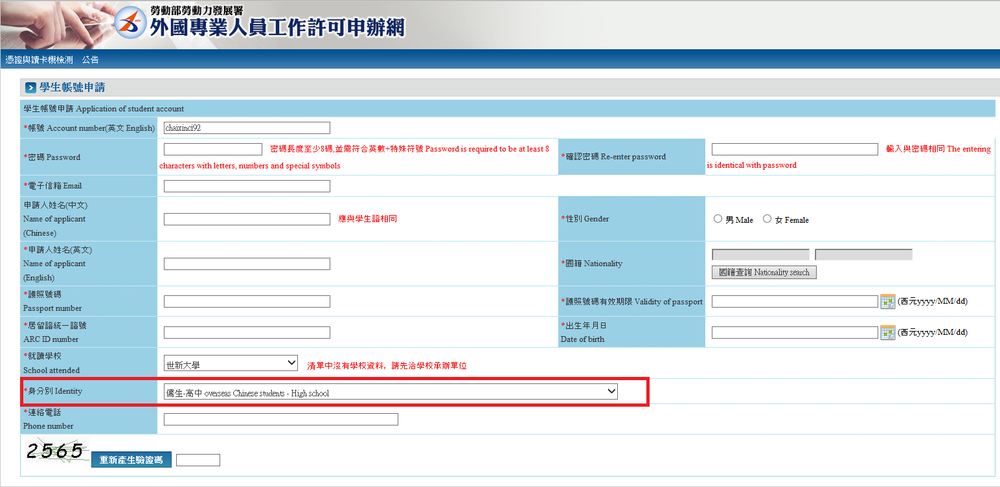 勞動部勞動力發展署
外國專業人員工作許可申辦網
憑證與讀卡機檢測 公告
學生帳號申請
學生帳號申請 Application of student account
*帳號 Account number(英文 English) chaixinci92
*密碼 Password
密碼長度至少8碼,並需符合英數+特殊符號 Password is required to be at least 8
characters with letters, numbers and special symbols
*確認密碼 Re-enter password
輸入與密碼相同 The entering
is identical with password
*電子信箱 Email
申請人姓名(中文)
Name of applicant
(Chinese)
應與學生證相同
*性別 Gender
男 Male 女 Female
*申請人姓名(英文)
Name of applicant
(English)
*國籍 Nationality
國籍查詢 Nationality search
*護照號碼
Passport number
*護照號碼有效期限 Validity of passport
(西元yyyy/MM/dd)
*居留證統一證號
ARC ID number
*出生年月日
Date of birth
(西元yyyy/MM/dd)
*就讀學校
School attended
世新大學
清單中沒有學校資料，請先洽學校承辦單位
*身分別 Identity
僑生-高中 overseas Chinese students - High school
*連絡電話
Phone number
2565
重新產生驗證碼